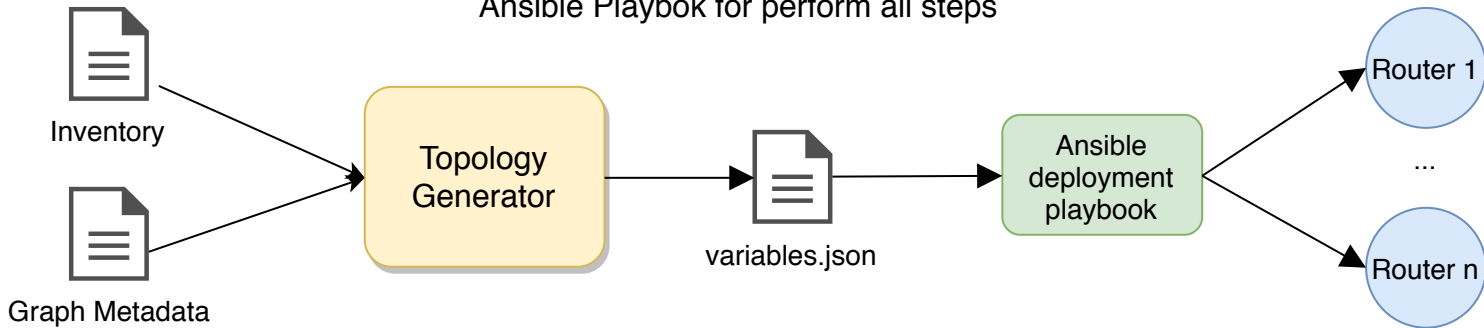 Ansible Playbok for perform all steps
Inventory
Graph Metadata
Topology
Generator
variables.json
Ansible
deployment
playbook
Router 1
...
Router n